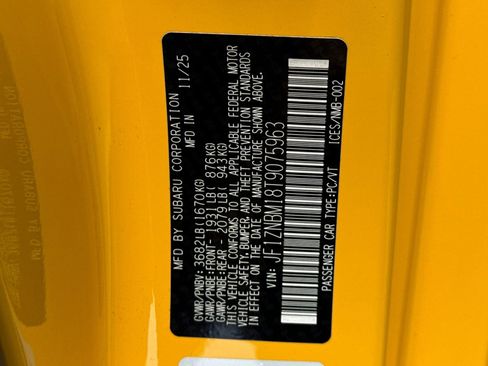 MFD BY SUBARU CORPORATION 11/25
MFD IN
GVWR/PNBV: 3682LB(1670KG)
GAWR/PNBE:FRONT- 1931LB( 876KG)
GAWR/PNBE:REAR - 2079LB( 943KG)
THIS VEHICLE CONFORMS TO ALL APPLICABLE FEDERAL MOTOR
VEHICLE SAFETY, BUMPER, AND THEFT PREVENTION STANDARDS
IN EFFECT ON THE DATE OF MANUFACTURE SHOWN ABOVE.
VIN: JF1ZNBM18T9075963
PASSENGER CAR TYPE:PC/VT ICES/NMB-002